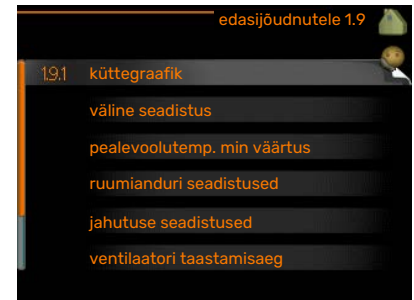 edasijõudnutele 1.9
1.9.1 küttegraafik
väline seadistus
pealevoolutemp. min väärtus
ruumianduri seadistused
jahutuse seadistused
ventilaatori taastamisaeg